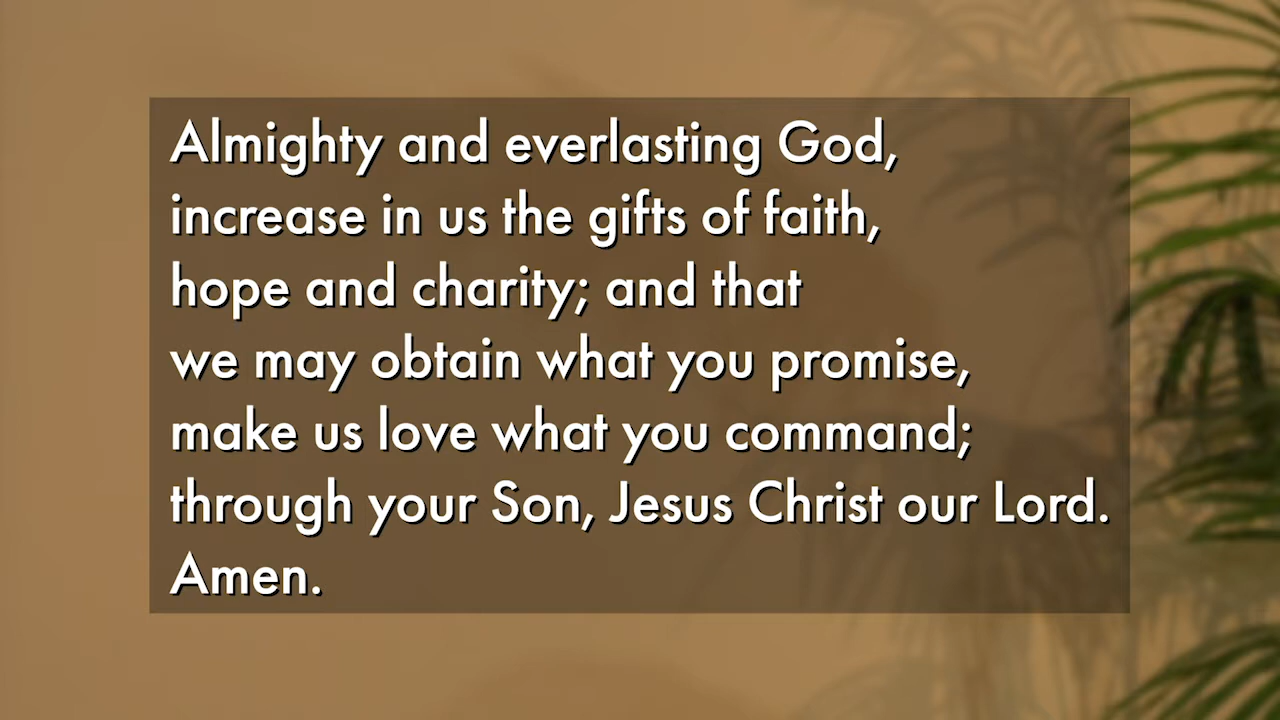 Almighty and everlasting God,
increase in us the gifts of faith,
hope and charity; and that
we may obtain what you promise,
make us love what you command;
through your Son, Jesus Christ our Lord.
Amen.